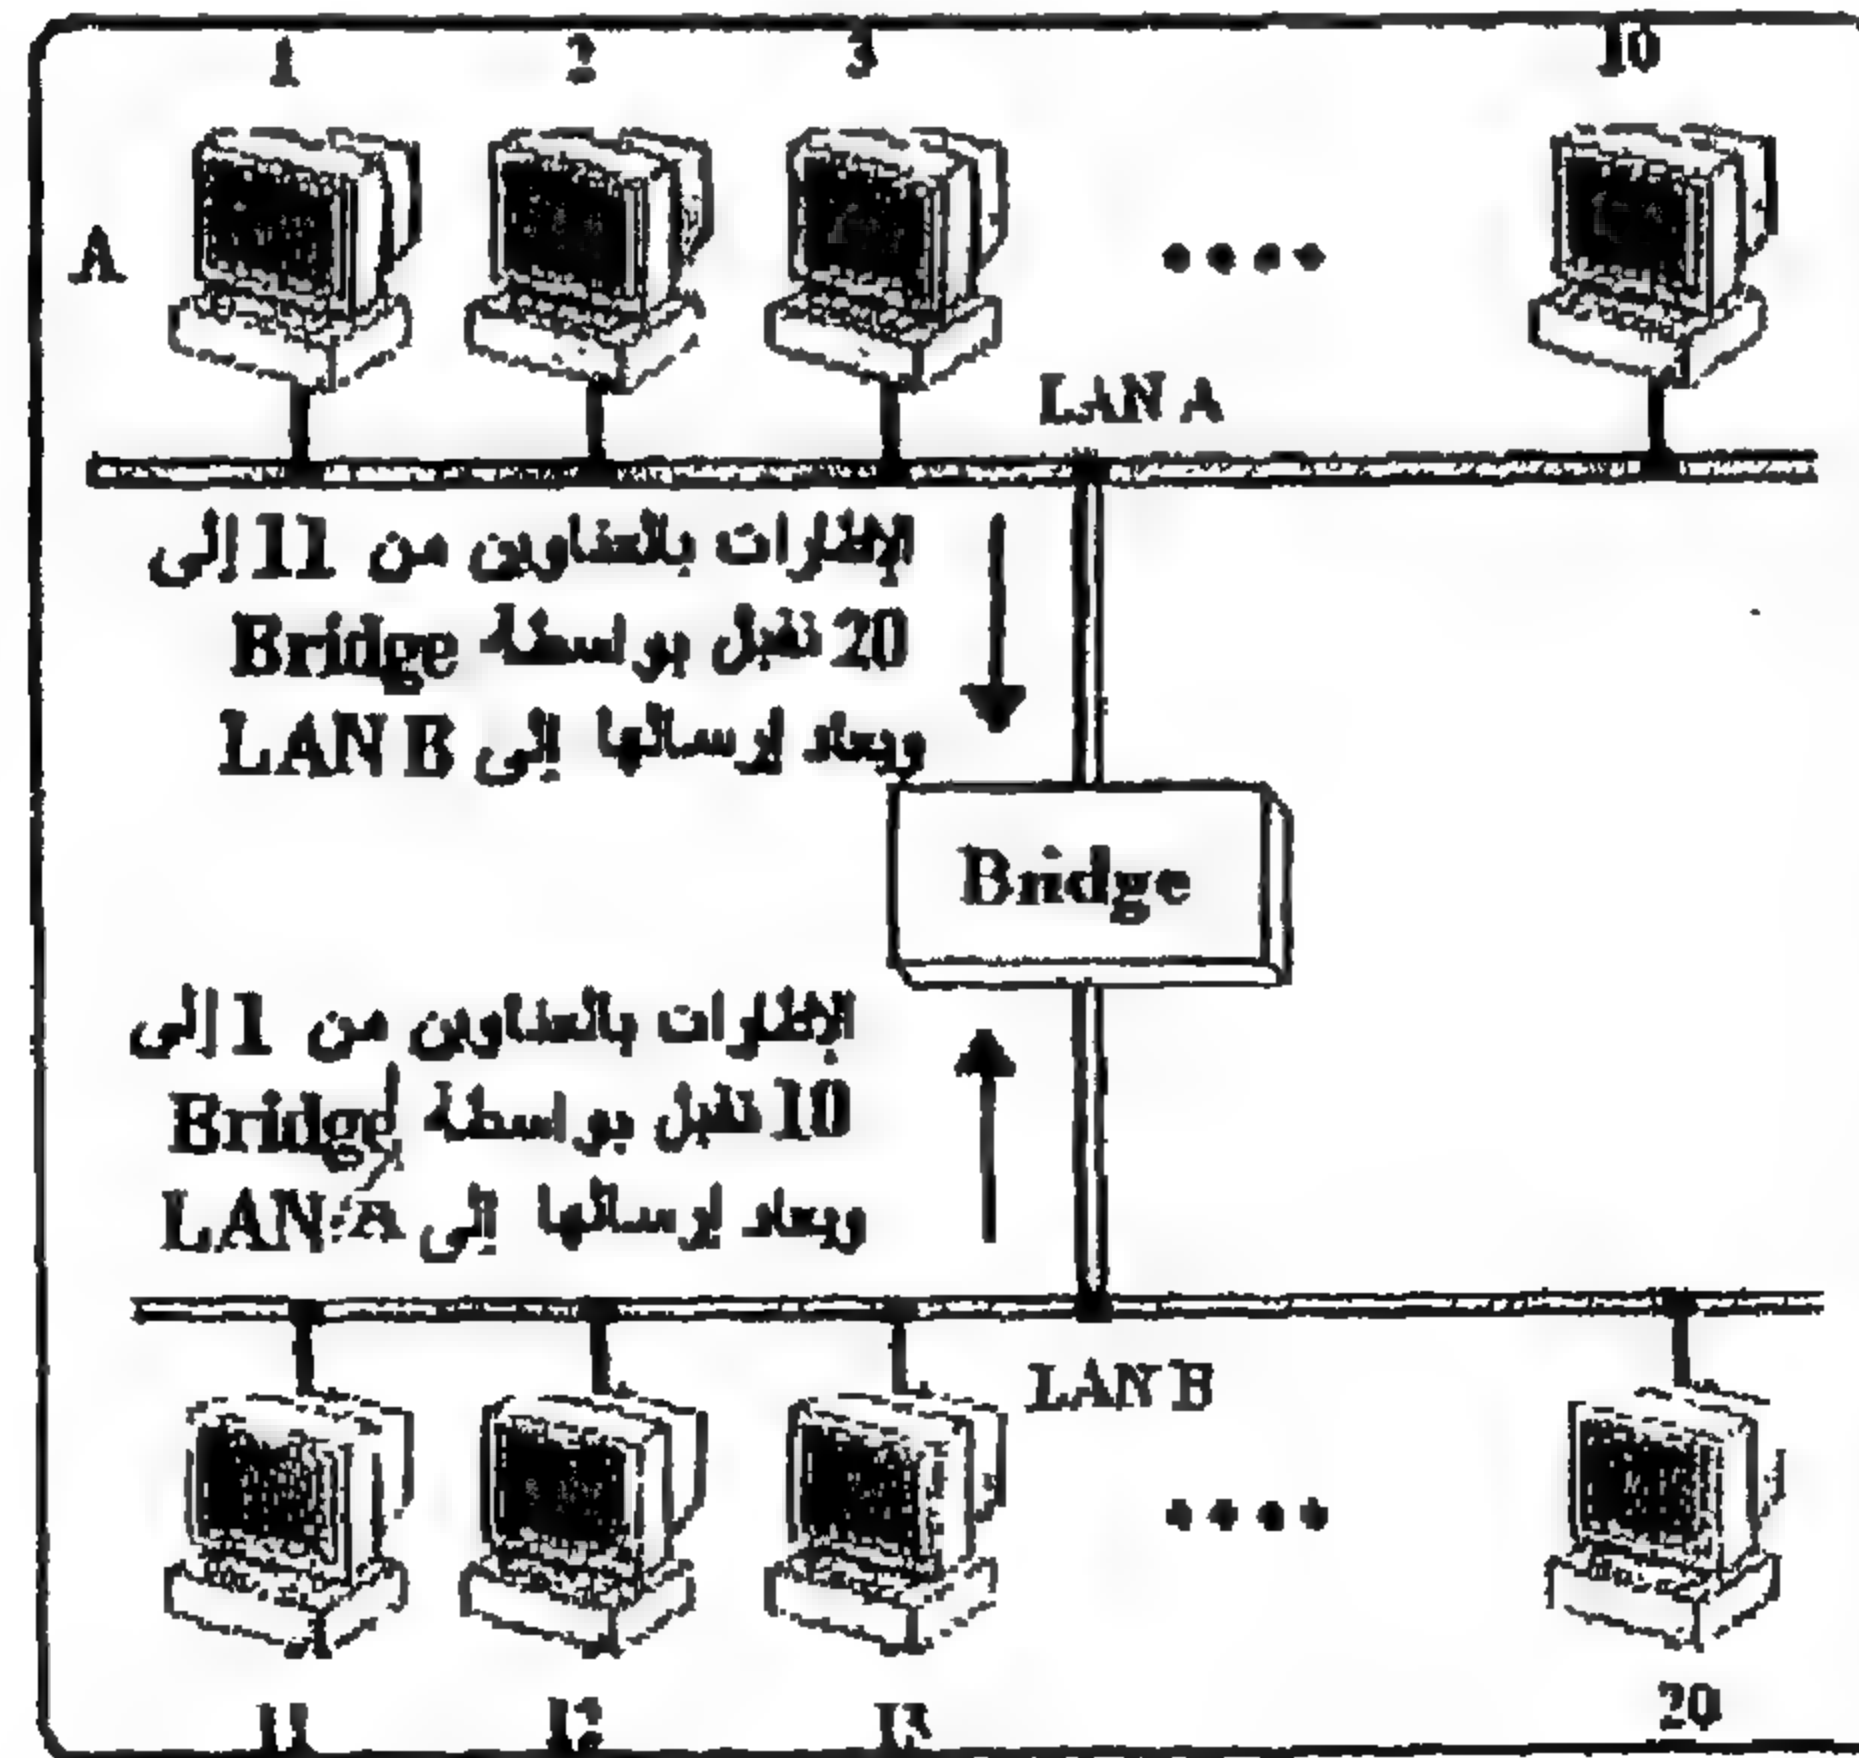 1 2 3 10
A
LAN A
الإطارات بالعناوين من 11 إلى
20 تقبل بواسطة Bridge
ويعاد إرسالها إلى LAN B
Bridge
الإطارات بالعناوين من 1 إلى
10 تقبل بواسطة Bridge
ويعاد إرسالها إلى LAN A
LAN B
11 12 13 20